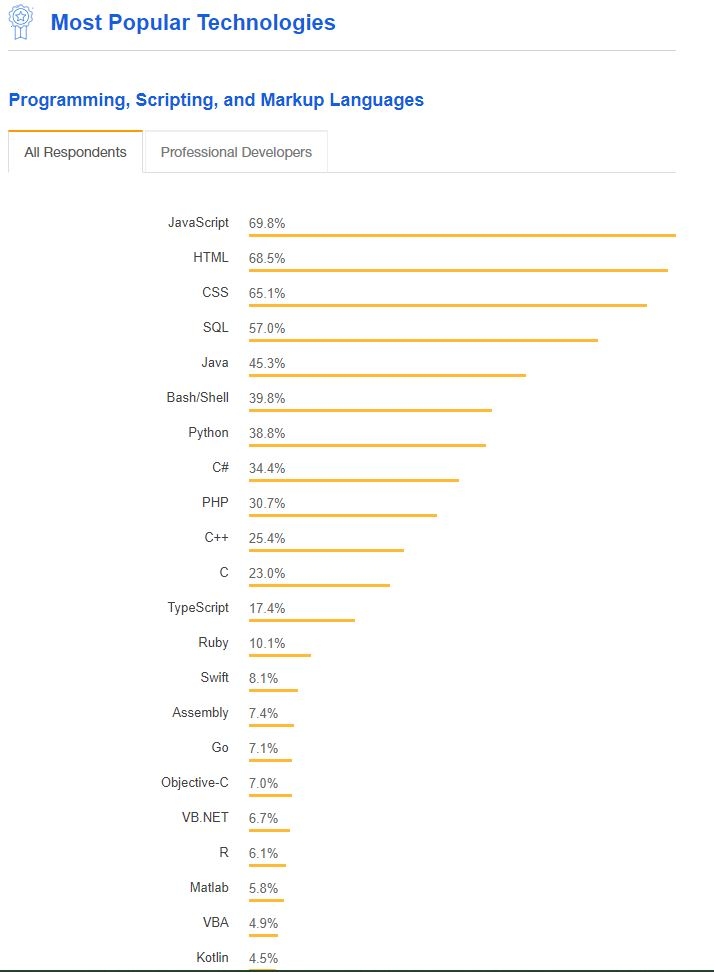 Most Popular Technologies
Programming, Scripting, and Markup Languages
All Respondents Professional Developers
JavaScript 69.8%
HTML 68.5%
CSS 65.1%
SQL 57.0%
Java 45.3%
Bash/Shell 39.8%
Python 38.8%
C# 34.4%
PHP 30.7%
C++ 25.4%
C 23.0%
TypeScript 17.4%
Ruby 10.1%
Swift 8.1%
Assembly 7.4%
Go 7.1%
Objective-C 7.0%
VB.NET 6.7%
R 6.1%
Matlab 5.8%
VBA 4.9%
Kotlin 4.5%